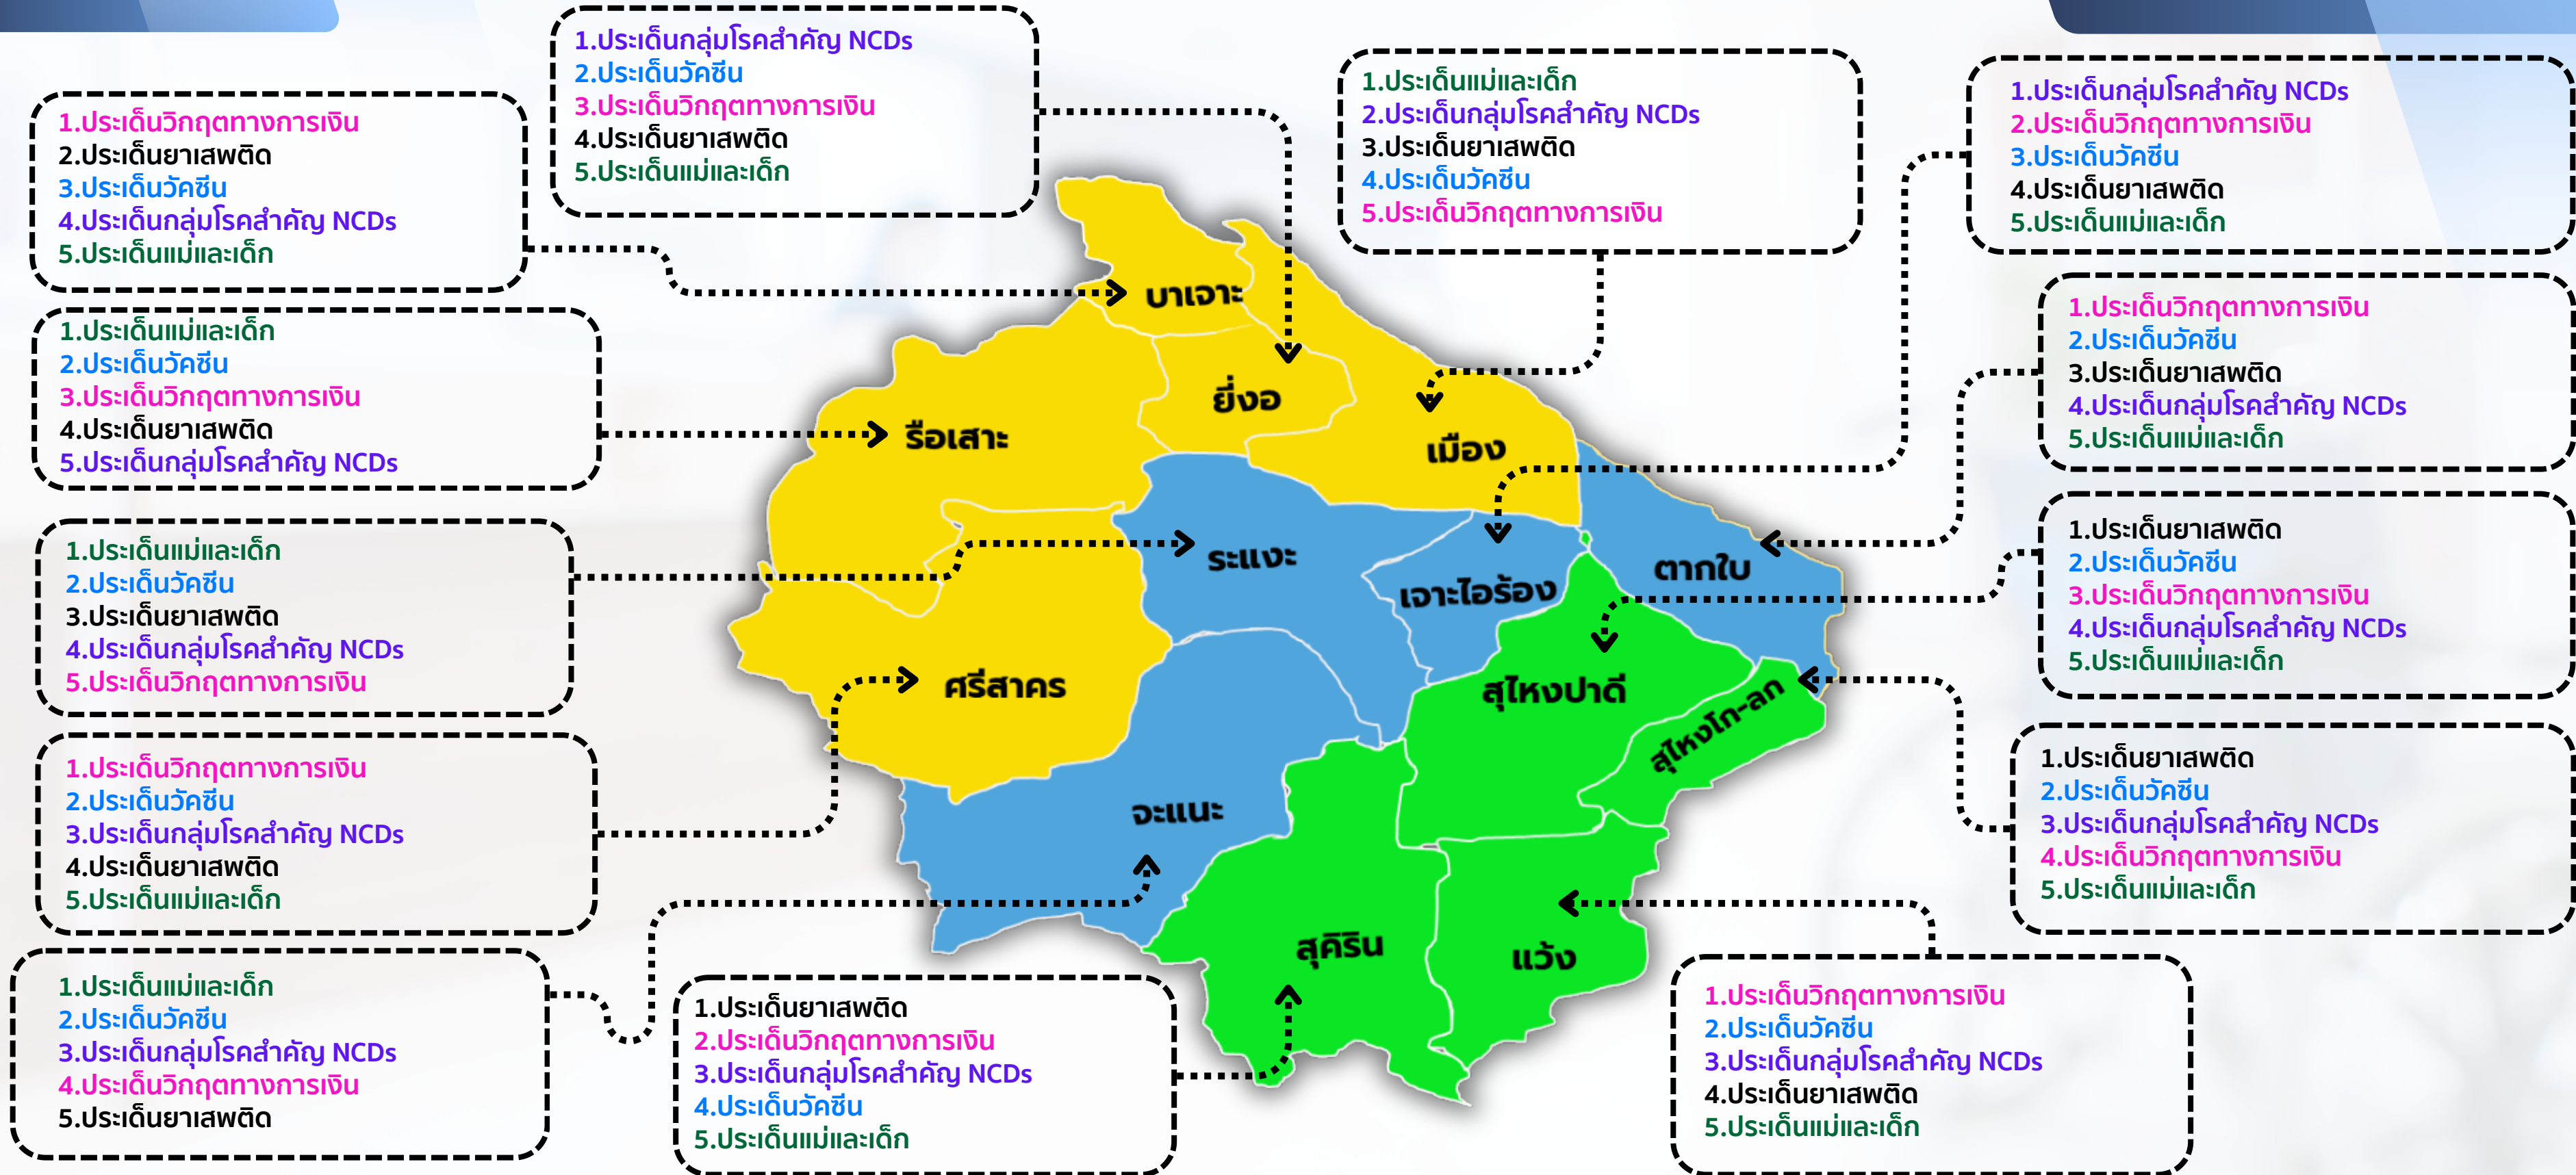 1.ประเด็นวิกฤตทางการเงิน
2.ประเด็นยาเสพติด
3.ประเด็นวัคซีน
4.ประเด็นกลุ่มโรคสำคัญ NCDs
5.ประเด็นแม่และเด็ก
1.ประเด็นกลุ่มโรคสำคัญ NCDs
2.ประเด็นวัคซีน
3.ประเด็นวิกฤตทางการเงิน
4.ประเด็นยาเสพติด
5.ประเด็นแม่และเด็ก
1.ประเด็นแม่และเด็ก
2.ประเด็นกลุ่มโรคสำคัญ NCDs
3.ประเด็นยาเสพติด
4.ประเด็นวัคซีน
5.ประเด็นวิกฤตทางการเงิน
1.ประเด็นกลุ่มโรคสำคัญ NCDs
2.ประเด็นวิกฤตทางการเงิน
3.ประเด็นวัคซีน
4.ประเด็นยาเสพติด
5.ประเด็นแม่และเด็ก
1.ประเด็นแม่และเด็ก
2.ประเด็นวัคซีน
3.ประเด็นวิกฤตทางการเงิน
4.ประเด็นยาเสพติด
5.ประเด็นกลุ่มโรคสำคัญ NCDs
1.ประเด็นวิกฤตทางการเงิน
2.ประเด็นวัคซีน
3.ประเด็นยาเสพติด
4.ประเด็นกลุ่มโรคสำคัญ NCDs
5.ประเด็นแม่และเด็ก
บาเจาะ
ยี่งอ
รือเสาะ
เมือง
ระแงะ
เจาะไอร้อง
ตากใบ
ศรีสาคร
สุไหงปาดี
สุไหงโก-ลก
จะแนะ
สุคิริน
แว้ง
1.ประเด็นแม่และเด็ก
2.ประเด็นวัคซีน
3.ประเด็นยาเสพติด
4.ประเด็นกลุ่มโรคสำคัญ NCDs
5.ประเด็นวิกฤตทางการเงิน
1.ประเด็นยาเสพติด
2.ประเด็นวัคซีน
3.ประเด็นวิกฤตทางการเงิน
4.ประเด็นกลุ่มโรคสำคัญ NCDs
5.ประเด็นแม่และเด็ก
1.ประเด็นวิกฤตทางการเงิน
2.ประเด็นวัคซีน
3.ประเด็นกลุ่มโรคสำคัญ NCDs
4.ประเด็นยาเสพติด
5.ประเด็นแม่และเด็ก
1.ประเด็นยาเสพติด
2.ประเด็นวัคซีน
3.ประเด็นกลุ่มโรคสำคัญ NCDs
4.ประเด็นวิกฤตทางการเงิน
5.ประเด็นแม่และเด็ก
1.ประเด็นแม่และเด็ก
2.ประเด็นวัคซีน
3.ประเด็นกลุ่มโรคสำคัญ NCDs
4.ประเด็นวิกฤตทางการเงิน
5.ประเด็นยาเสพติด
1.ประเด็นยาเสพติด
2.ประเด็นวิกฤตทางการเงิน
3.ประเด็นกลุ่มโรคสำคัญ NCDs
4.ประเด็นวัคซีน
5.ประเด็นแม่และเด็ก
1.ประเด็นวิกฤตทางการเงิน
2.ประเด็นวัคซีน
3.ประเด็นกลุ่มโรคสำคัญ NCDs
4.ประเด็นยาเสพติด
5.ประเด็นแม่และเด็ก